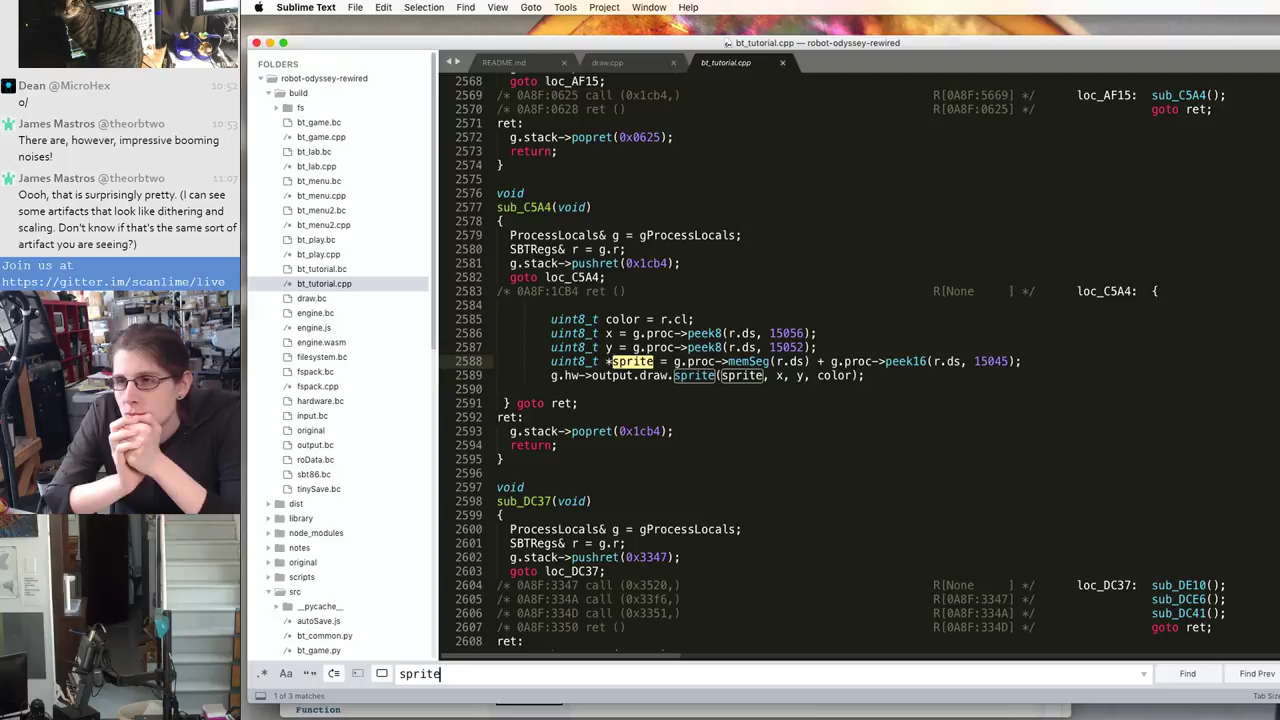 Sublime Text File Edit Selection Find View Goto Tools Project Window Help
bt_tutorial.cpp — robot-odyssey-rewired
Dean @MicroHex 10:52
o/
James Mastros @theorbtwo 10:53
There are, however, impressive booming
noises!
James Mastros @theorbtwo 11:07
Oooh, that is surprisingly pretty. (I can see
some artifacts that look like dithering and
scaling. Don't know if that's the same sort of
artifact you are seeing?)
Join us at
https://gitter.im/scanlime/live
FOLDERS
robot-odyssey-rewired
build
fs
bt_game.bc
bt_game.cpp
bt_lab.bc
bt_lab.cpp
bt_menu.bc
bt_menu.cpp
bt_menu2.bc
bt_menu2.cpp
bt_play.bc
bt_play.cpp
bt_tutorial.bc
bt_tutorial.cpp
draw.bc
engine.bc
engine.js
engine.wasm
filesystem.bc
fspack.bc
fspack.cpp
hardware.bc
input.bc
original
output.bc
roData.bc
sbt86.bc
tinySave.bc
dist
library
node_modules
notes
original
scripts
src
__pycache__
autoSave.js
bt_common.py
bt_game.py
README.md draw.cpp bt_tutorial.cpp
2568 goto loc_AF15;
2569 /* 0A8F:0625 call (0x1cb4,) R[0A8F:5669] */ loc_AF15: sub_C5A4();
2570 /* 0A8F:0628 ret () R[0A8F:0625] */ goto ret;
2571 ret:
2572 g.stack->popret(0x0625);
2573 return;
2574 }
2575
2576 void
2577 sub_C5A4(void)
2578 {
2579 ProcessLocals& g = gProcessLocals;
2580 SBTRegs& r = g.r;
2581 g.stack->pushret(0x1cb4);
2582 goto loc_C5A4;
2583 /* 0A8F:1CB4 ret () R[None ] */ loc_C5A4: {
2584
2585 uint8_t color = r.cl;
2586 uint8_t x = g.proc->peek8(r.ds, 15056);
2587 uint8_t y = g.proc->peek8(r.ds, 15052);
2588 uint8_t *sprite = g.proc->memSeg(r.ds) + g.proc->peek16(r.ds, 15045);
2589 g.hw->output.draw.sprite(sprite, x, y, color);
2590
2591 } goto ret;
2592 ret:
2593 g.stack->popret(0x1cb4);
2594 return;
2595 }
2596
2597 void
2598 sub_DC37(void)
2599 {
2600 ProcessLocals& g = gProcessLocals;
2601 SBTRegs& r = g.r;
2602 g.stack->pushret(0x3347);
2603 goto loc_DC37;
2604 /* 0A8F:3347 call (0x3520,) R[None ] */ loc_DC37: sub_DE10();
2605 /* 0A8F:334A call (0x33f6,) R[0A8F:3347] */ sub_DCE6();
2606 /* 0A8F:334D call (0x3351,) R[0A8F:334A] */ sub_DC41();
2607 /* 0A8F:3350 ret () R[0A8F:334D] */ goto ret;
2608 ret:
.* Aa “” sprite Find Find Prev
1 of 3 matches Tab Size
Function